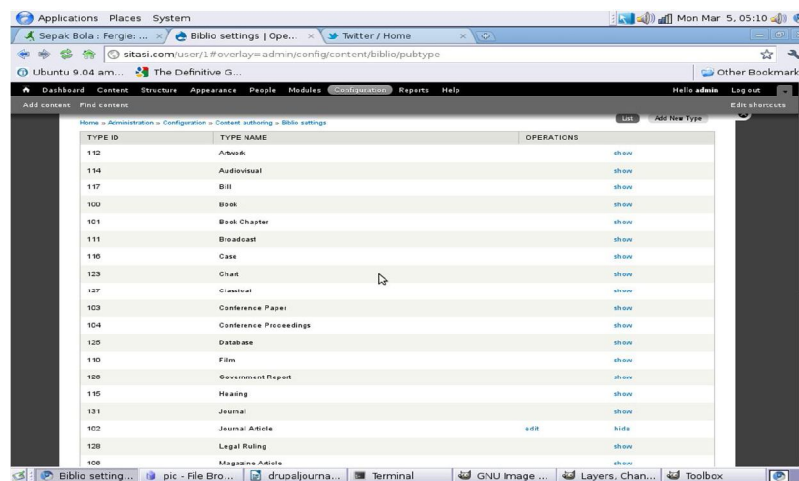 Applications Places System Mon Mar 5, 05:10
Sepak Bola : Fergie: ... Biblio settings | Ope... Twitter / Home
sitasi.com/user/1#overlay=admin/config/content/biblio/pubtype
Ubuntu 9.04 am... The Definitive G... Other Bookmark
Dashboard Content Structure Appearance People Modules Configuration Reports Help Hello admin Log out
Add content Find content Edit shortcuts
Home » Administration » Configuration » Content authoring » Biblio settings List Add New Type
TYPE ID TYPE NAME OPERATIONS
112 Artwork show
114 Audiovisual show
117 Bill show
100 Book show
101 Book Chapter show
111 Broadcast show
116 Case show
123 Chart show
127 Classical show
103 Conference Paper show
104 Conference Proceedings show
125 Database show
110 Film show
126 Government Report show
115 Hearing show
131 Journal show
102 Journal Article edit hide
128 Legal Ruling show
106 Magazine Article show
Biblio setting... pic - File Bro... drupaljourna... Terminal GNU Image ... Layers, Chan... Toolbox